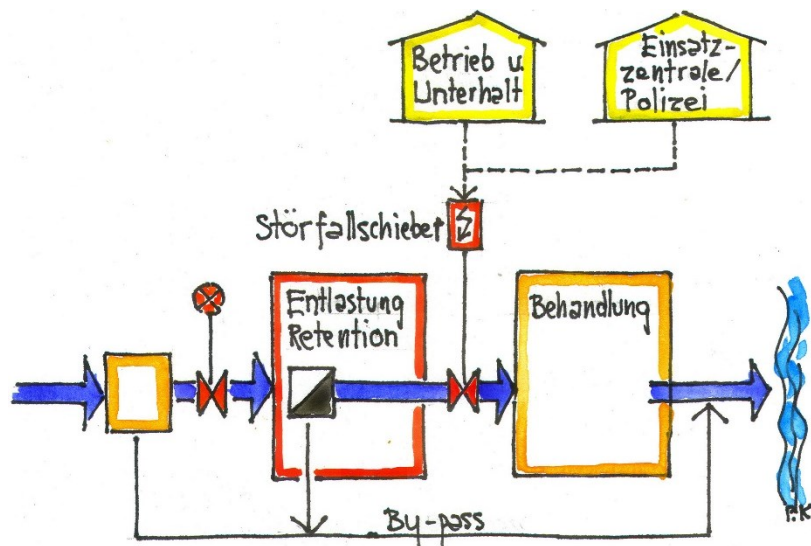 Betrieb u.
Unterhalt
Einsatz-
zentrale/
Polizei
Störfallschieber
Entlastung
Retention
Behandlung
By-pass
P.K